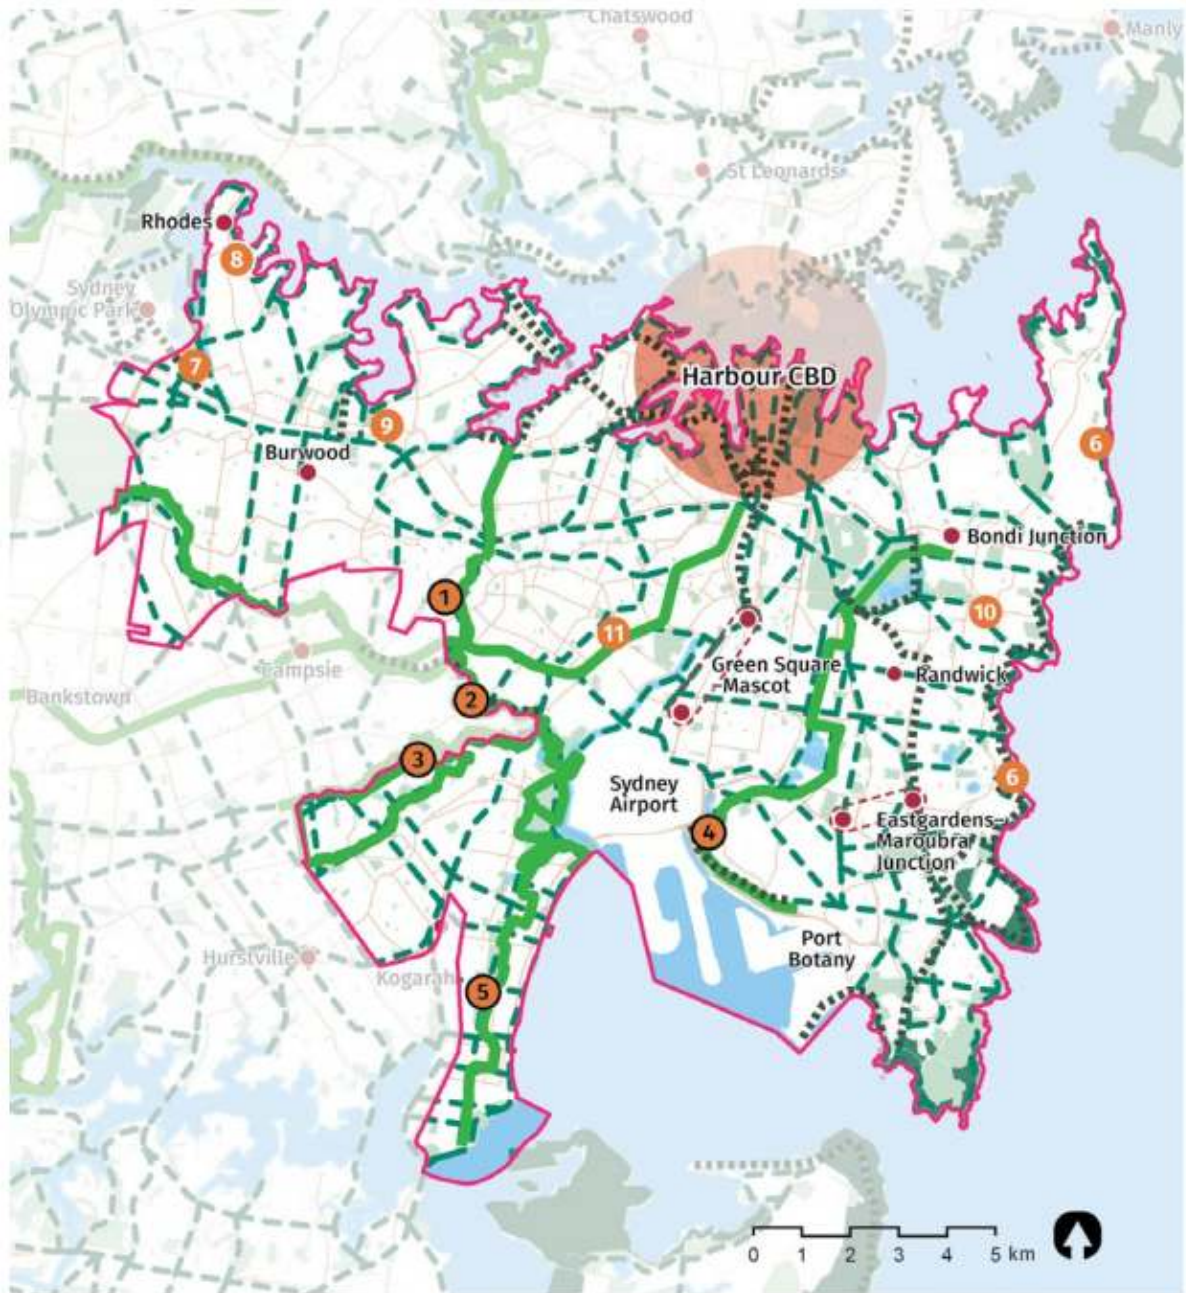 Chatswood
Manly
St Leonards
Rhodes
8
Sydney
Olympic Park
7
Harbour CBD
9
6
Burwood
Bondi Junction
1
10
11
Campsie
Green Square
–Mascot
Randwick
Bankstown
2
3
Sydney
Airport
6
4
Eastgardens–
Maroubra
Junction
Port
Botany
Hurstville
Kogarah
5
0 1 2 3 4 5 km